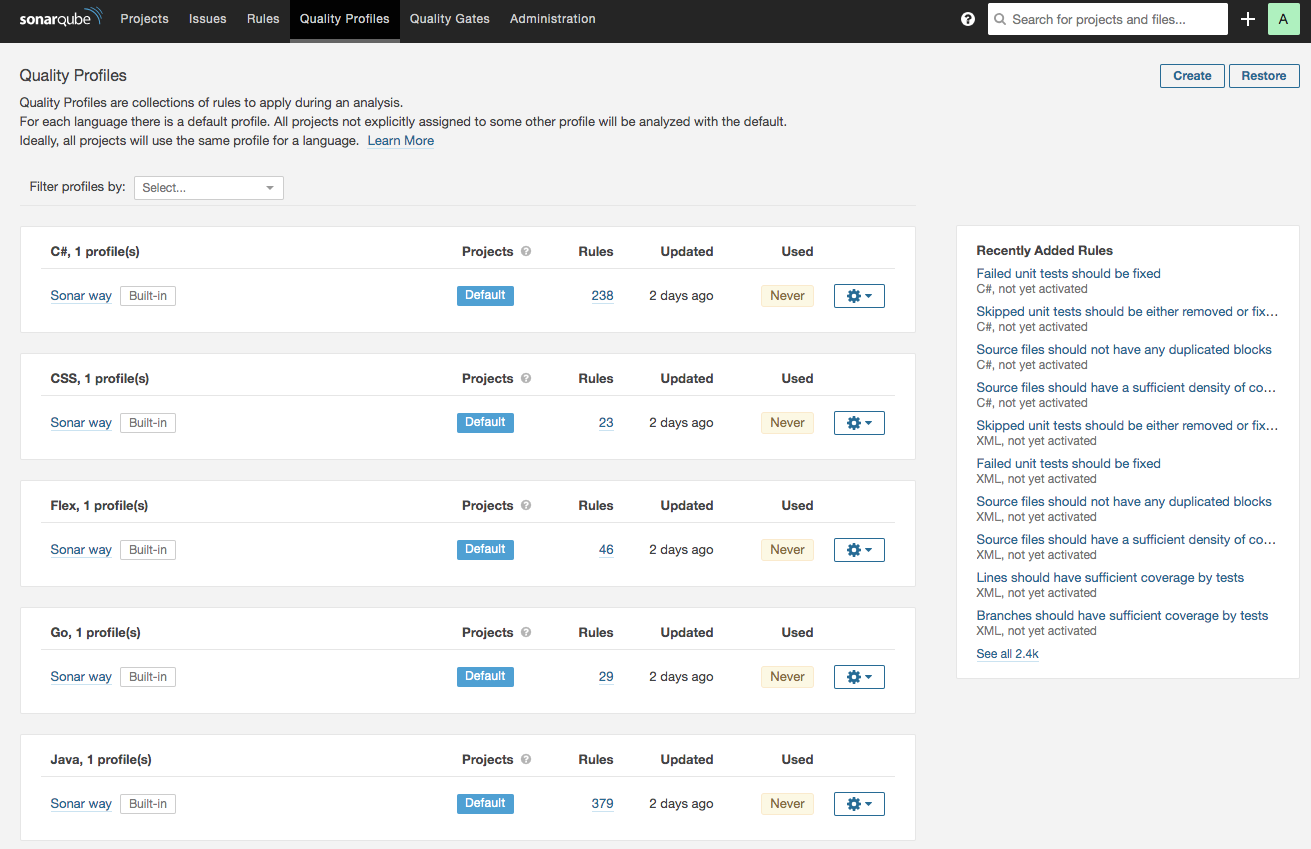 sonarqube Projects Issues Rules Quality Profiles Quality Gates Administration ? Search for projects and files... + A
Quality Profiles
Create Restore
Quality Profiles are collections of rules to apply during an analysis.
For each language there is a default profile. All projects not explicitly assigned to some other profile will be analyzed with the default.
Ideally, all projects will use the same profile for a language. Learn More
Filter profiles by: Select...
C#, 1 profile(s) Projects ? Rules Updated Used
Sonar way Built-in Default 238 2 days ago Never
CSS, 1 profile(s) Projects ? Rules Updated Used
Sonar way Built-in Default 23 2 days ago Never
Flex, 1 profile(s) Projects ? Rules Updated Used
Sonar way Built-in Default 46 2 days ago Never
Go, 1 profile(s) Projects ? Rules Updated Used
Sonar way Built-in Default 29 2 days ago Never
Java, 1 profile(s) Projects ? Rules Updated Used
Sonar way Built-in Default 379 2 days ago Never
Recently Added Rules
Failed unit tests should be fixed
C#, not yet activated
Skipped unit tests should be either removed or fix...
C#, not yet activated
Source files should not have any duplicated blocks
C#, not yet activated
Source files should have a sufficient density of co...
C#, not yet activated
Skipped unit tests should be either removed or fix...
XML, not yet activated
Failed unit tests should be fixed
XML, not yet activated
Source files should not have any duplicated blocks
XML, not yet activated
Source files should have a sufficient density of co...
XML, not yet activated
Lines should have sufficient coverage by tests
XML, not yet activated
Branches should have sufficient coverage by tests
XML, not yet activated
See all 2.4k